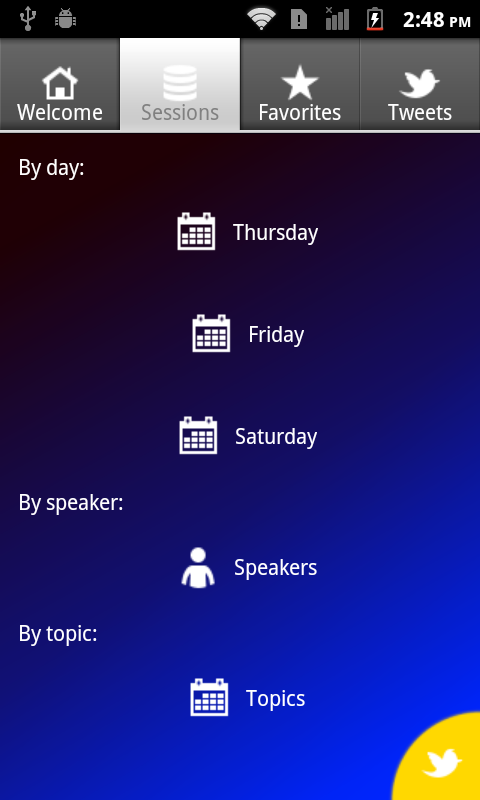 2:48 PM
Welcome Sessions Favorites Tweets
By day:
Thursday
Friday
Saturday
By speaker:
Speakers
By topic:
Topics